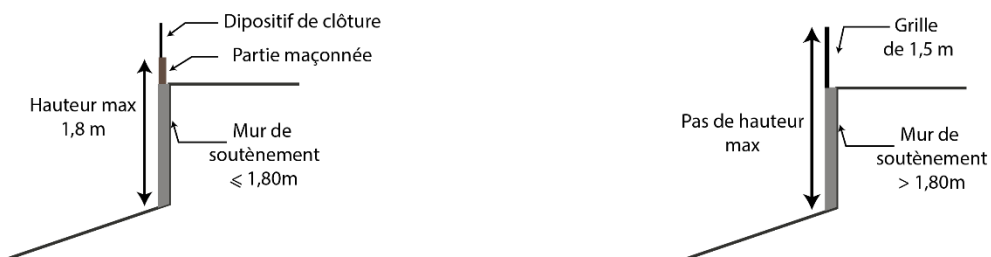 Dipositif de clôture
Partie maçonnée
Hauteur max
1,8 m
Mur de
soutènement
⩽ 1,80m
Grille
de 1,5 m
Pas de hauteur
max
Mur de
soutènement
> 1,80m